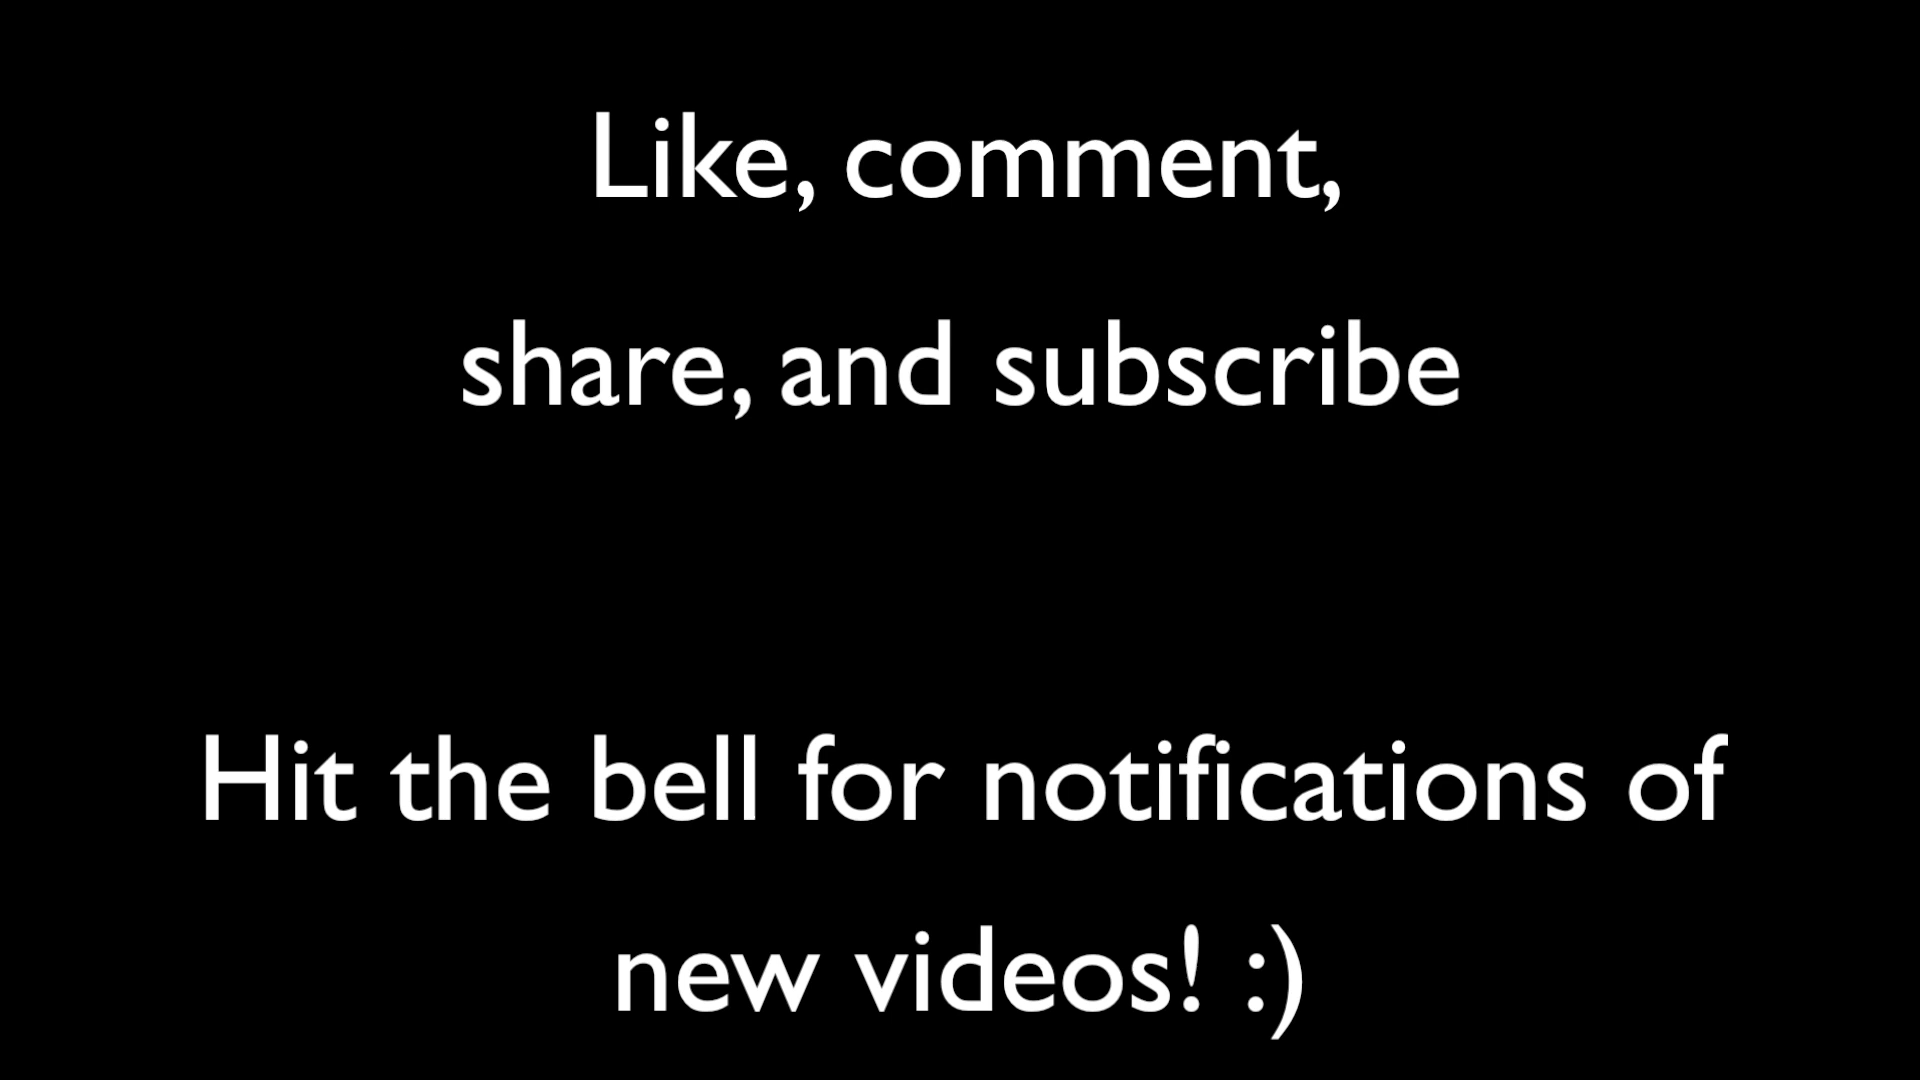 Like, comment,
share, and subscribe
Hit the bell for notifications of
new videos! :)